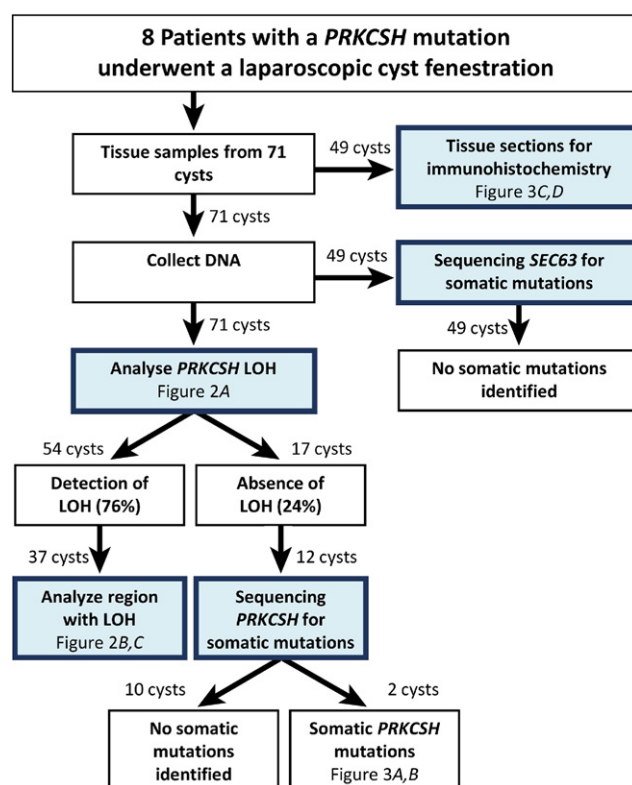 8 Patients with a PRKCSH mutation
underwent a laparoscopic cyst fenestration
Tissue samples from 71
cysts
49 cysts
Tissue sections for
immunohistochemistry
Figure 3C,D
71 cysts
Collect DNA
49 cysts
Sequencing SEC63 for
somatic mutations
71 cysts
49 cysts
Analyse PRKCSH LOH
Figure 2A
No somatic mutations
identified
54 cysts
17 cysts
Detection of
LOH (76%)
Absence of
LOH (24%)
37 cysts
12 cysts
Analyze region
with LOH
Figure 2B,C
Sequencing
PRKCSH for
somatic mutations
10 cysts
2 cysts
No somatic
mutations
identified
Somatic PRKCSH
mutations
Figure 3A,B